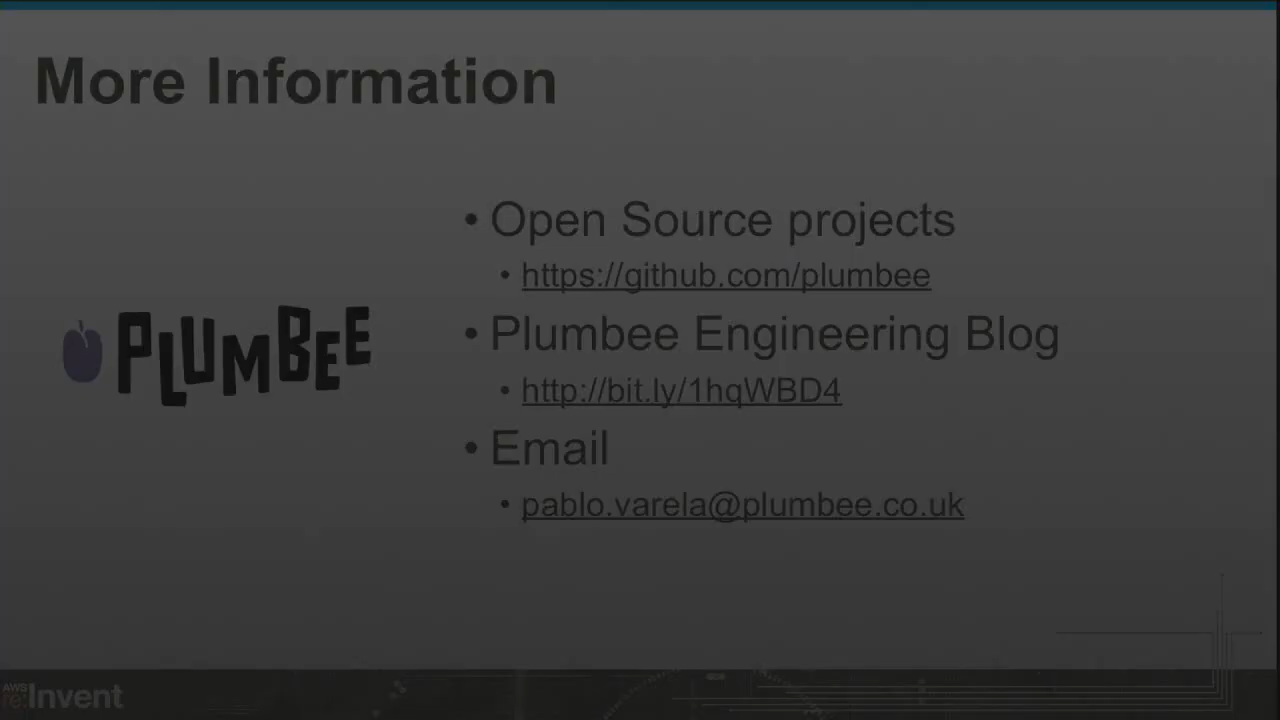 More Information
• Open Source projects
• https://github.com/plumbee
PLUMBEE
• Plumbee Engineering Blog
• http://bit.ly/1hqWBD4
• Email
• pablo.varela@plumbee.co.uk
AWS
re:Invent